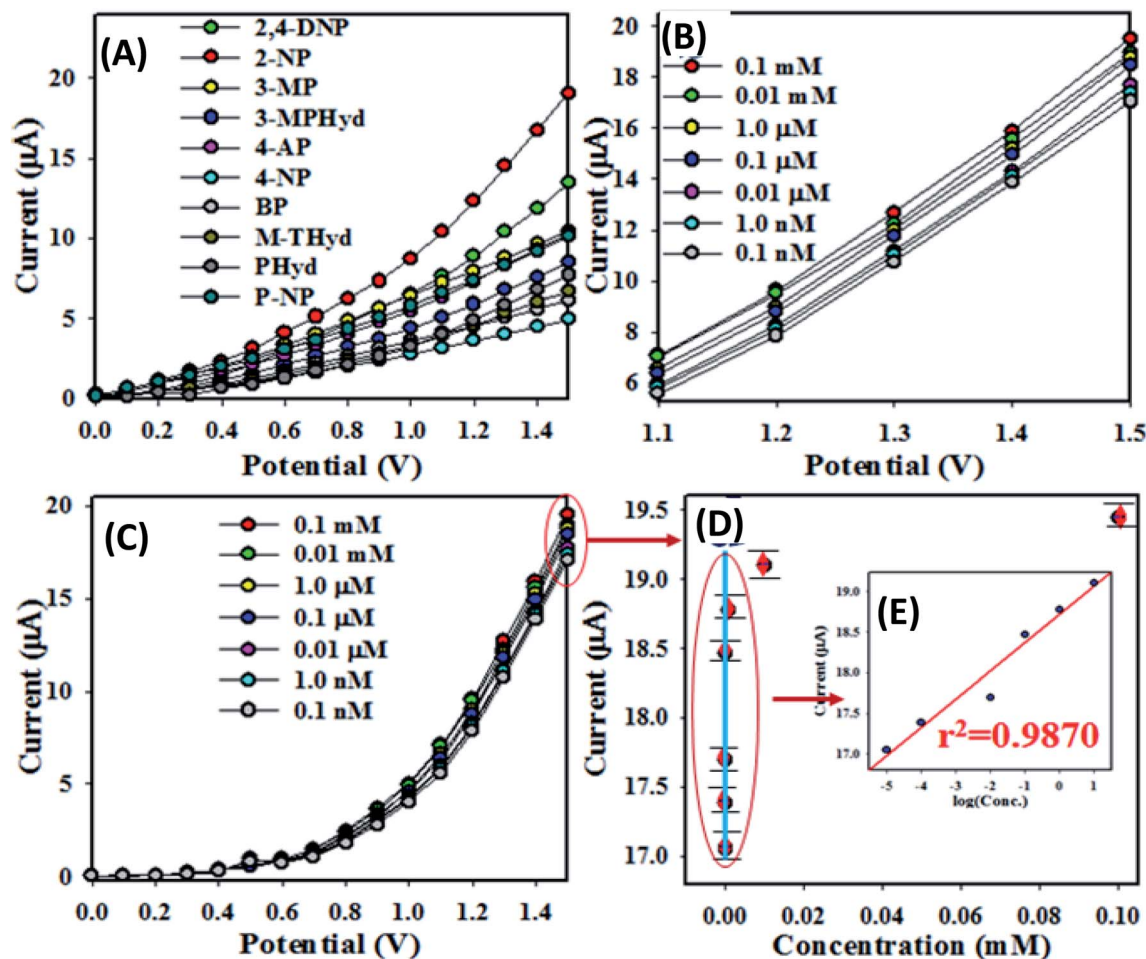 (A)
2,4-DNP
2-NP
3-MP
3-MPHyd
4-AP
4-NP
BP
M-THyd
PHyd
P-NP
Current (µA)
20
15
10
5
0
0.0 0.2 0.4 0.6 0.8 1.0 1.2 1.4
Potential (V)
(B)
0.1 mM
0.01 mM
1.0 µM
0.1 µM
0.01 µM
1.0 nM
0.1 nM
Current (µA)
20
18
16
14
12
10
8
6
1.1 1.2 1.3 1.4 1.5
Potential (V)
(C)
0.1 mM
0.01 mM
1.0 µM
0.1 µM
0.01 µM
1.0 nM
0.1 nM
Current (µA)
20
15
10
5
0
0.0 0.2 0.4 0.6 0.8 1.0 1.2 1.4
Potential (V)
(D)
Current (µA)
19.5
19.0
18.5
18.0
17.5
17.0
0.00 0.02 0.04 0.06 0.08 0.10
Concentration (mM)
(E)
Current (µA)
19.0
18.5
18.0
17.5
17.0
r²=0.9870
-5 -4 -3 -2 -1 0 1
log(Conc.)